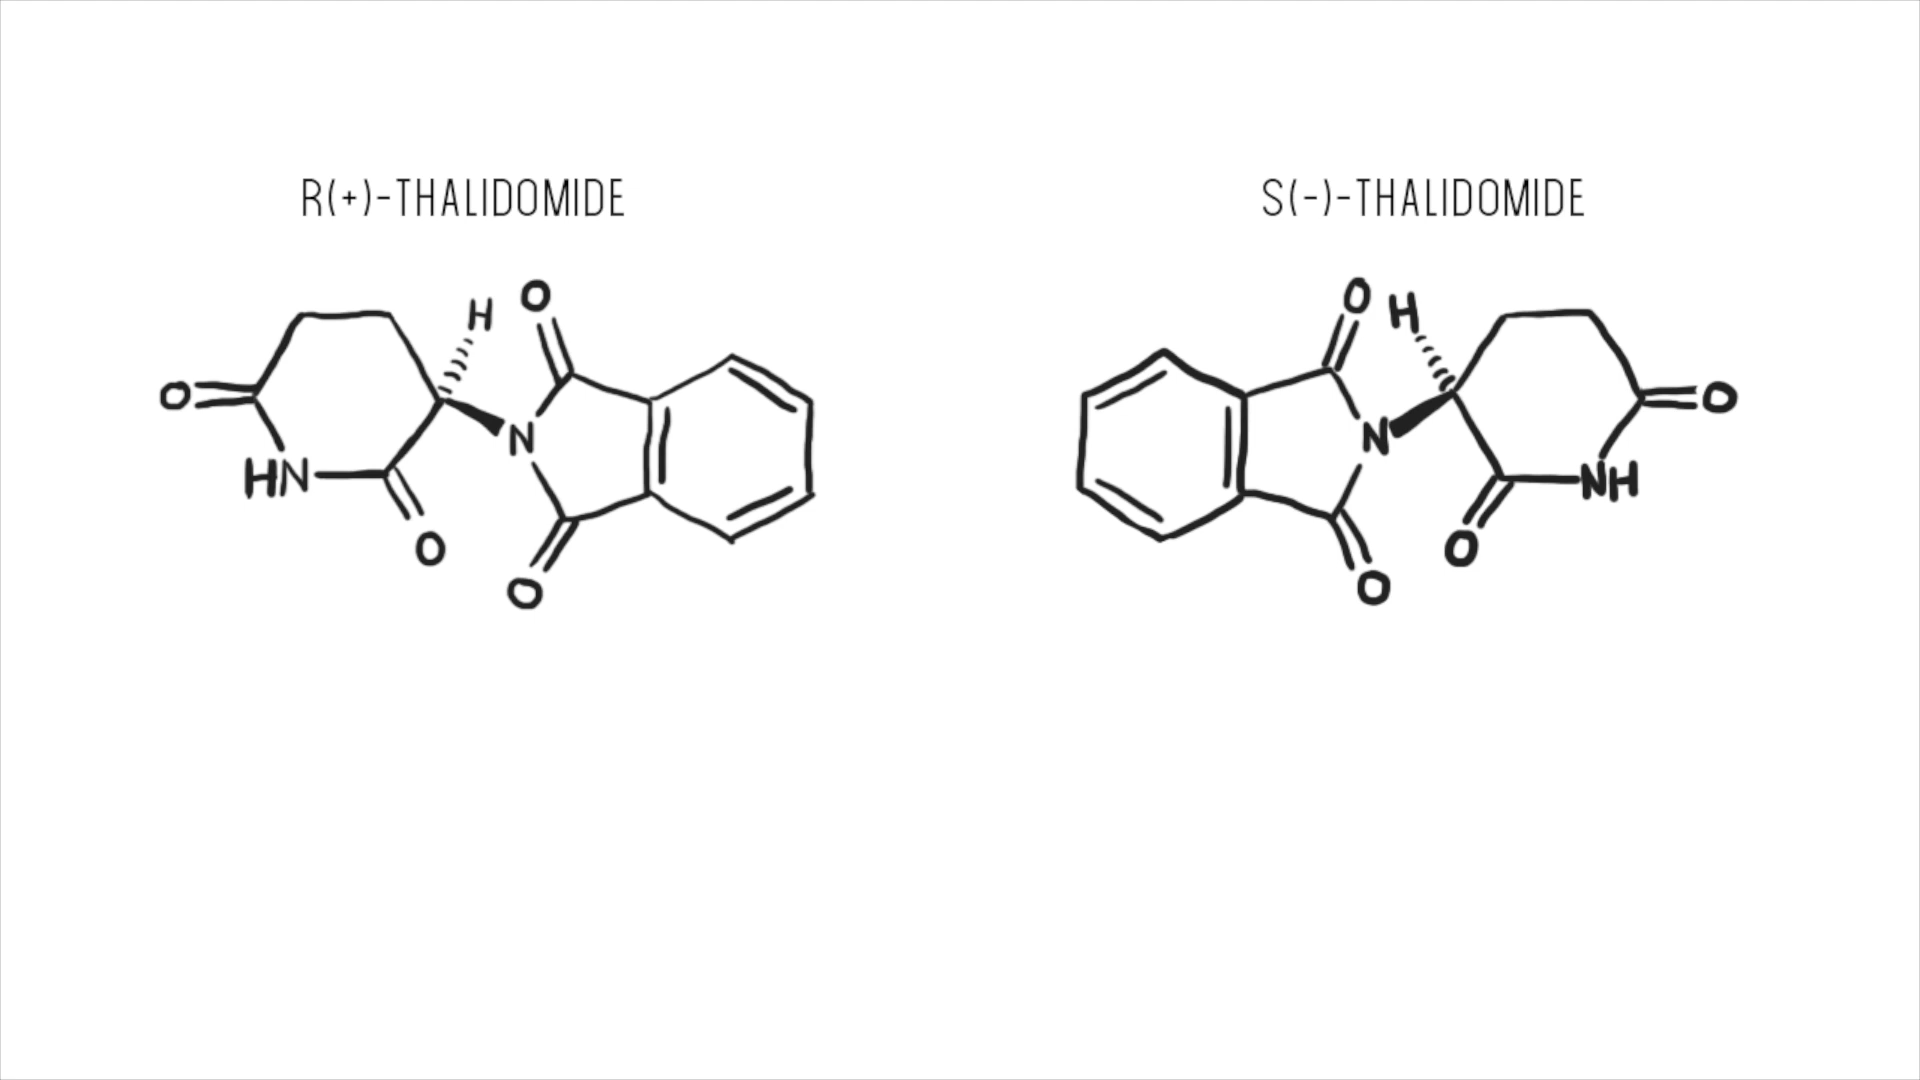 R(+)-THALIDOMIDE
S(-)-THALIDOMIDE
H
O
O
HN
N
O
O
O
H
N
O
NH
O
O